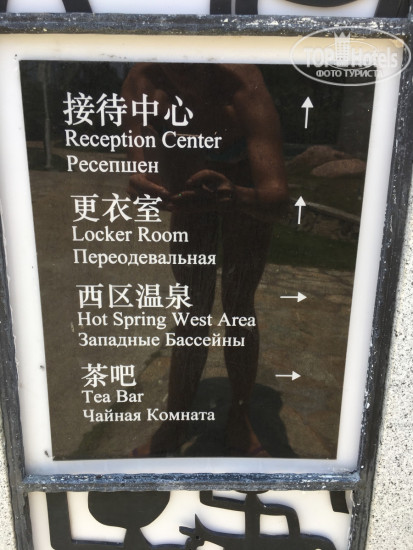 TOP Hotels
ФОТО ТУРИСТА
接待中心
Reception Center
Ресепшен
更衣室
Locker Room
Переодевальная
西区温泉
Hot Spring West Area
Западные Бассейны
茶吧
Tea Bar
Чайная Комната